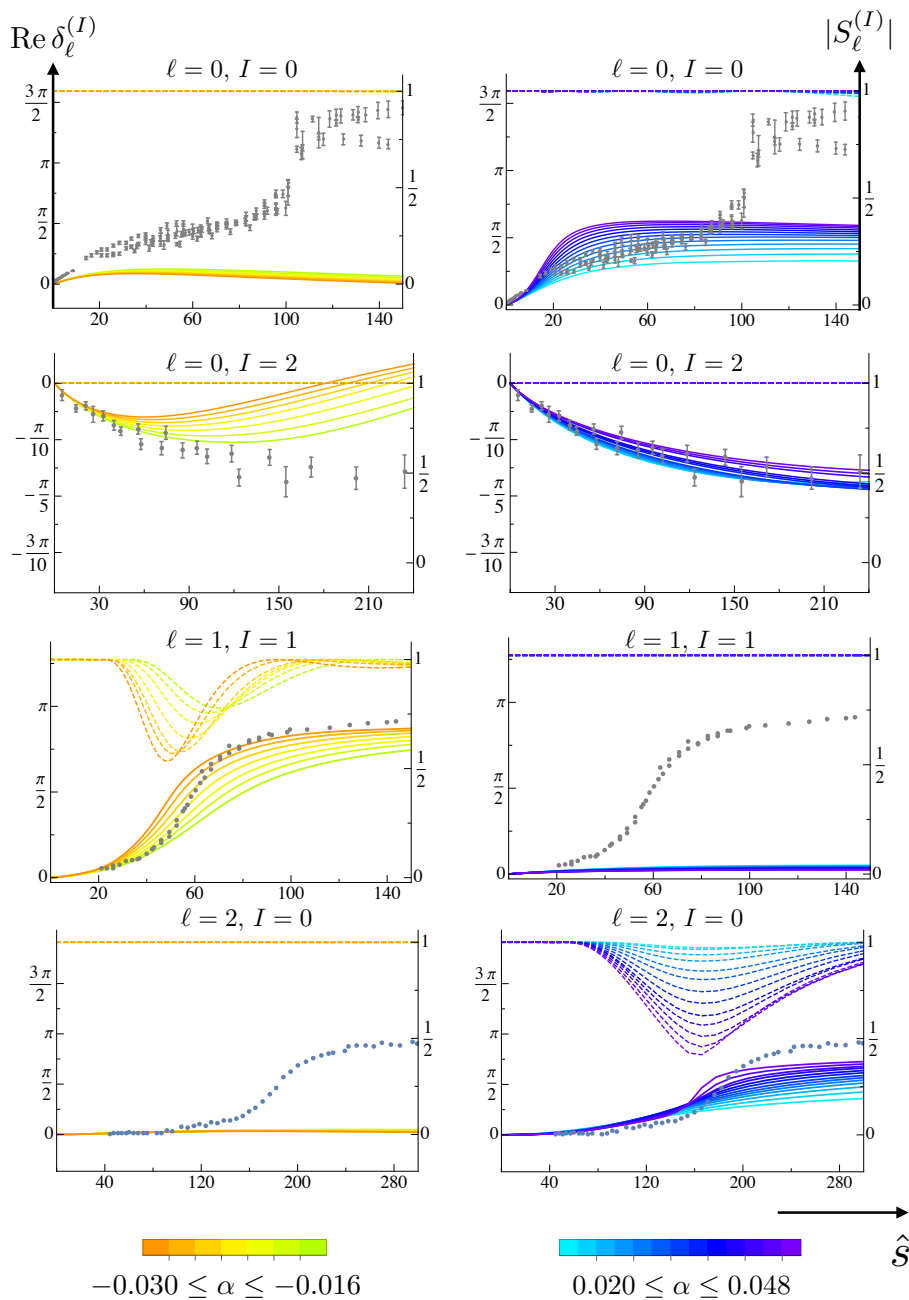 Re δ_ℓ^(I)
|S_ℓ^(I)|
ℓ = 0, I = 0
ℓ = 0, I = 0
3π/2
1
3π/2
1
π
π
1/2
1/2
π/2
π/2
0
0
0
0
20
60
100
140
20
60
100
140
ℓ = 0, I = 2
ℓ = 0, I = 2
0
1
0
1
−π/10
−π/10
1/2
1/2
−π/5
−π/5
−3π/10
0
−3π/10
0
30
90
150
210
30
90
150
210
ℓ = 1, I = 1
ℓ = 1, I = 1
1
1
π
π
1/2
1/2
π/2
π/2
0
0
0
0
20
60
100
140
20
60
100
140
ℓ = 2, I = 0
ℓ = 2, I = 0
1
1
3π/2
3π/2
π
1/2
π
1/2
π/2
π/2
0
0
0
0
40
120
200
280
40
120
200
280
ŝ
−0.030 ≤ α ≤ −0.016
0.020 ≤ α ≤ 0.048